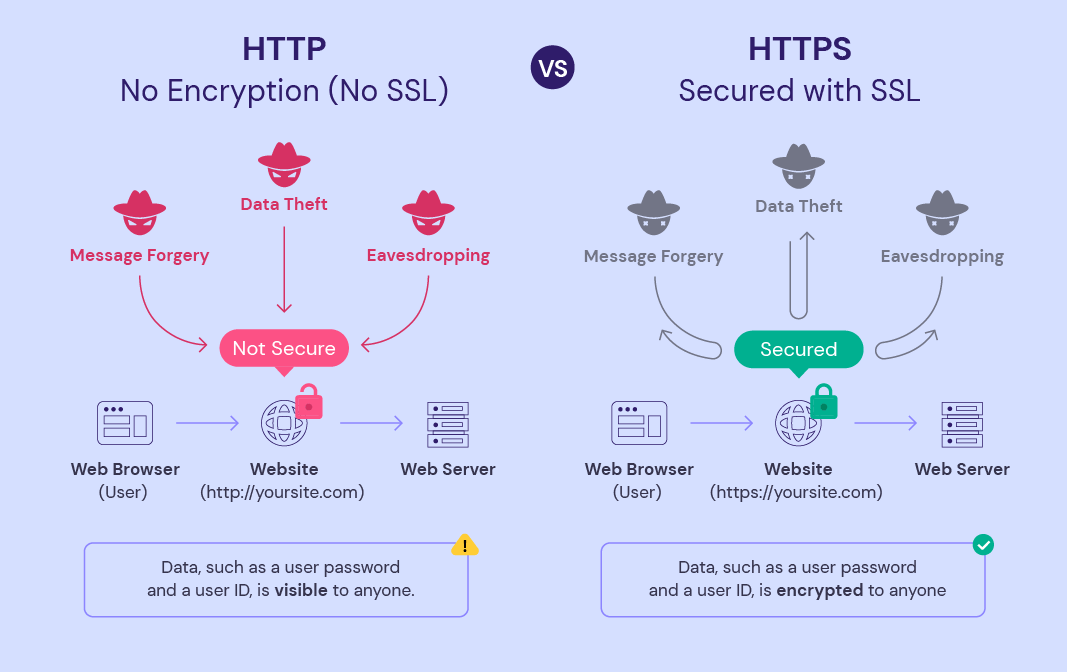 HTTP
No Encryption (No SSL)
Data Theft
Message Forgery
Eavesdropping
Not Secure
Web Browser
(User)
Website
(http://yoursite.com)
Web Server
!
Data, such as a user password
and a user ID, is visible to anyone.
VS
HTTPS
Secured with SSL
Data Theft
Message Forgery
Eavesdropping
Secured
Web Browser
(User)
Website
(https://yoursite.com)
Web Server
Data, such as a user password
and a user ID, is encrypted to anyone